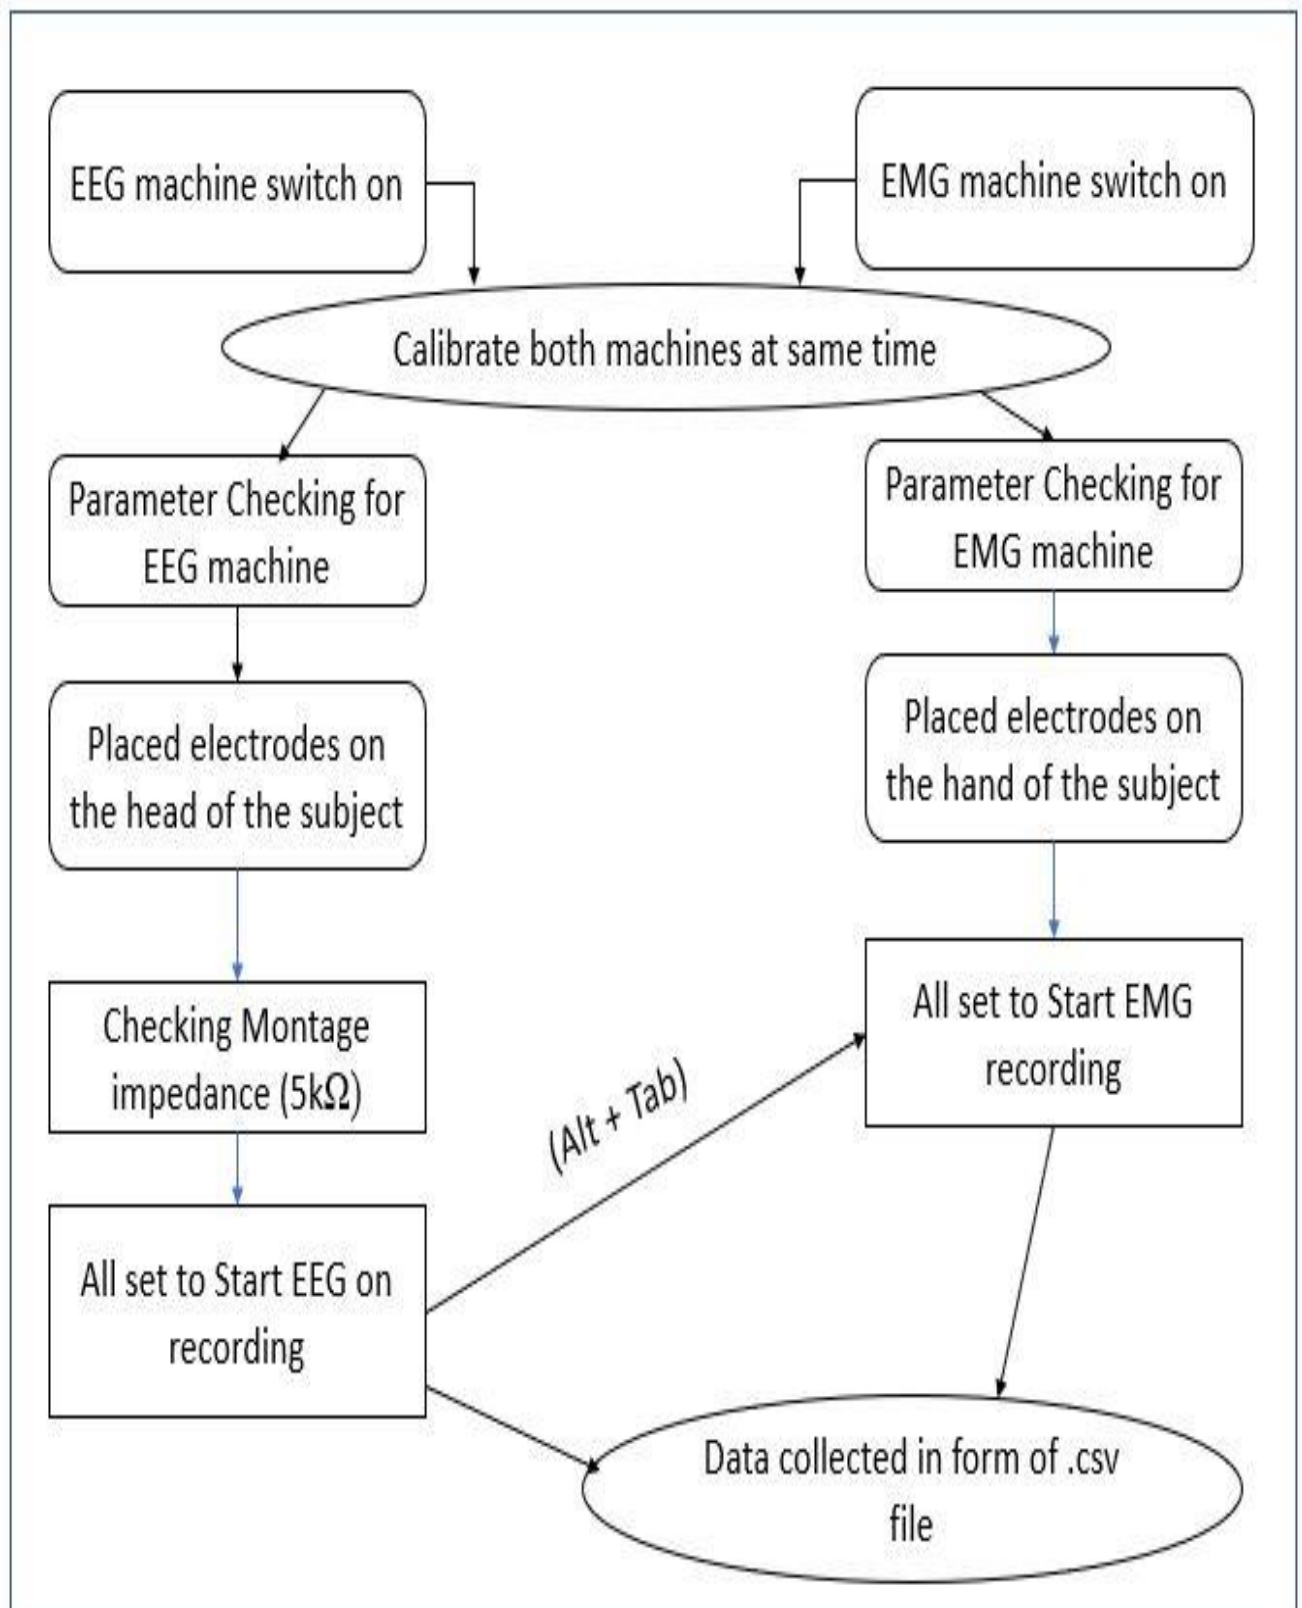 EEG machine switch on
EMG machine switch on
Calibrate both machines at same time
Parameter Checking for
EEG machine
Parameter Checking for
EMG machine
Placed electrodes on
the head of the subject
Placed electrodes on
the hand of the subject
Checking Montage
impedance (5kΩ)
All set to Start EMG
recording
(Alt + Tab)
All set to Start EEG on
recording
Data collected in form of .csv
file